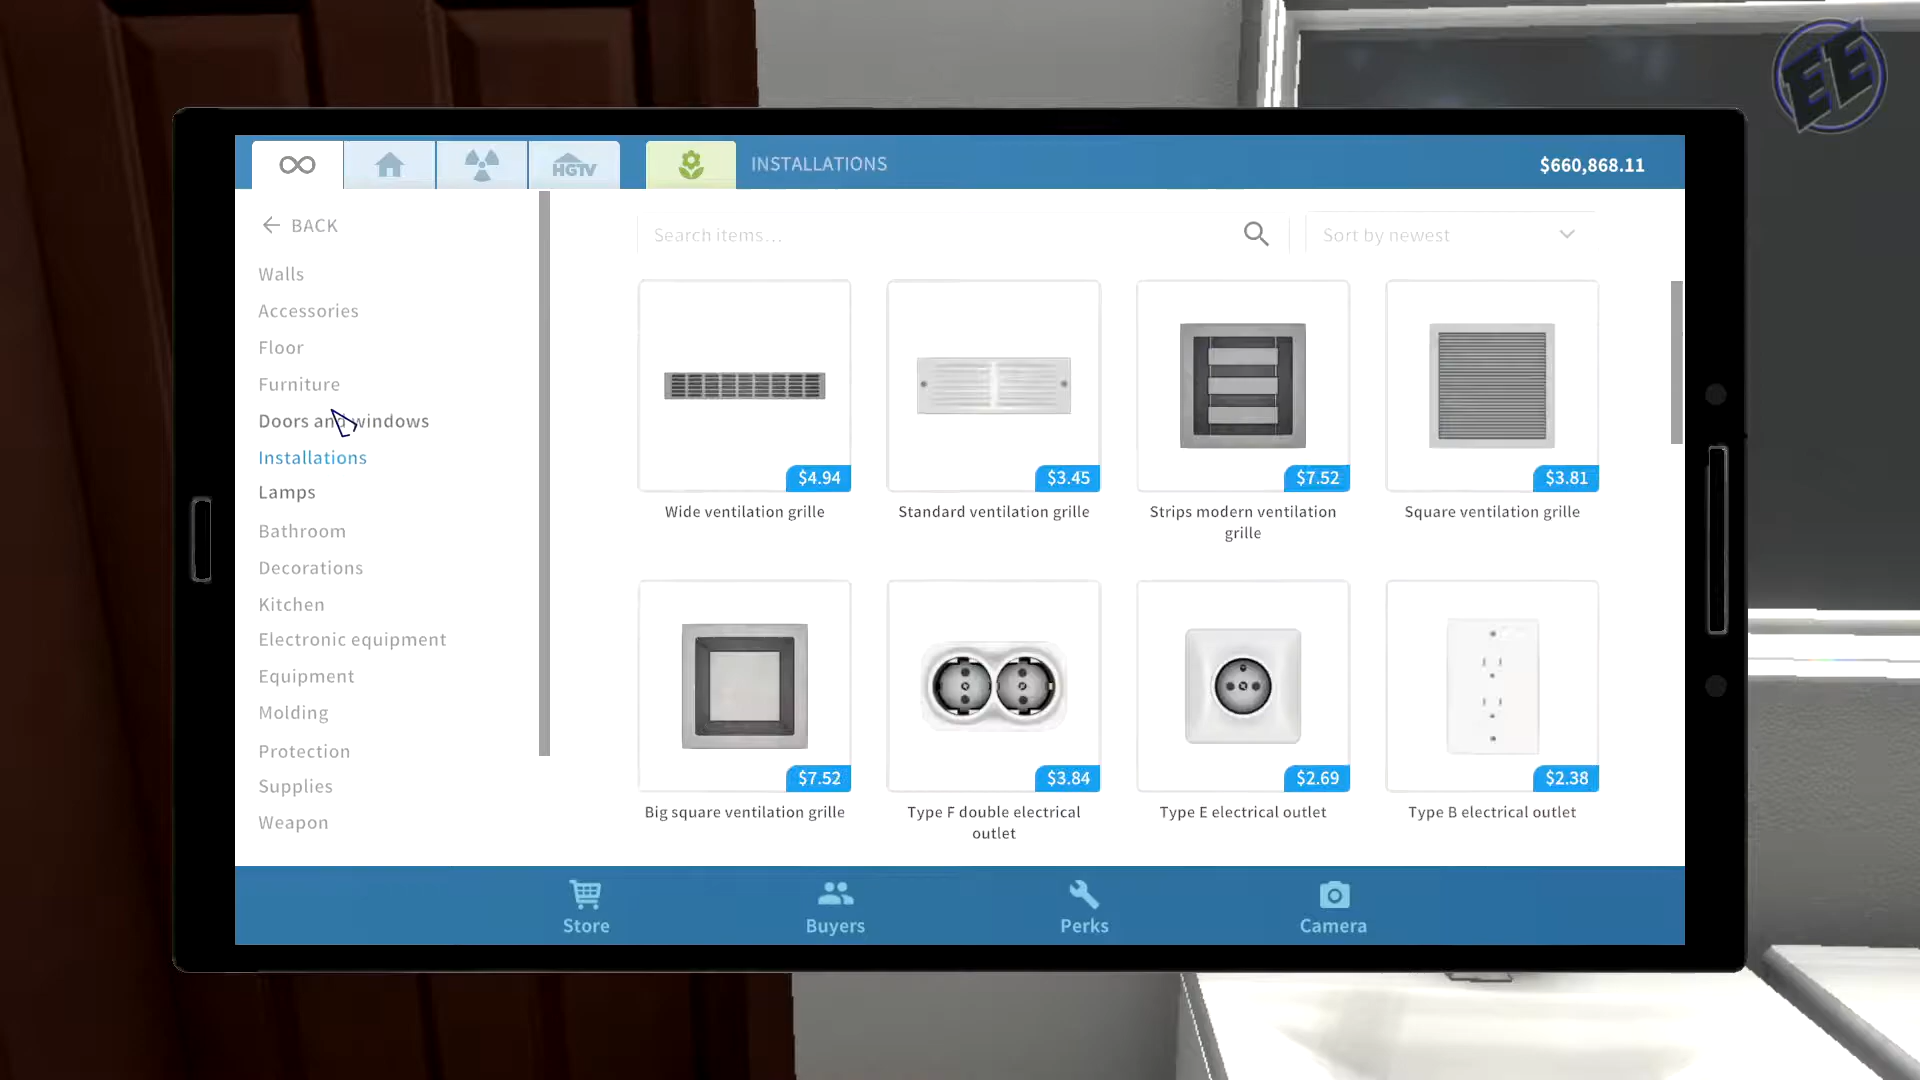 EE
HGTV
INSTALLATIONS
$660,868.11
BACK
Search items...
Sort by newest
Walls
Accessories
Floor
Furniture
Doors and windows
Installations
Lamps
Bathroom
Decorations
Kitchen
Electronic equipment
Equipment
Molding
Protection
Supplies
Weapon
$4.94
$3.45
$7.52
$3.81
Wide ventilation grille
Standard ventilation grille
Strips modern ventilation
grille
Square ventilation grille
$7.52
$3.84
$2.69
$2.38
Big square ventilation grille
Type F double electrical
outlet
Type E electrical outlet
Type B electrical outlet
Store
Buyers
Perks
Camera